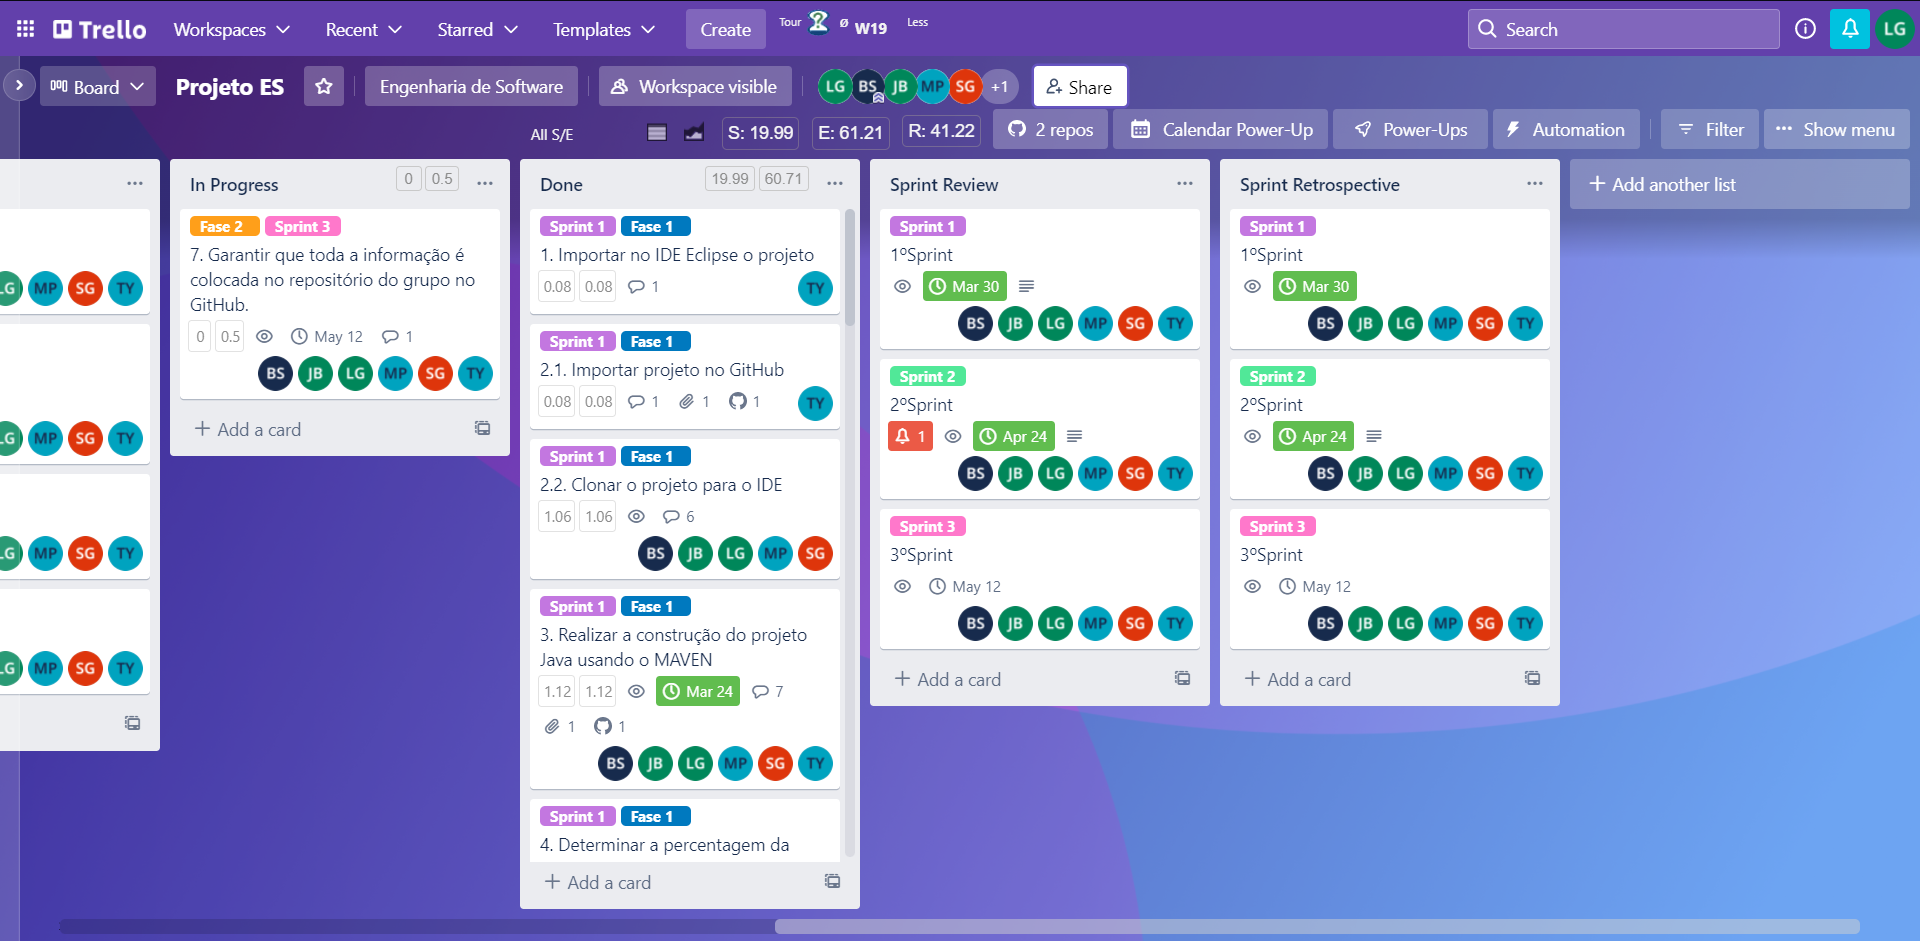 Trello
Workspaces
Recent
Starred
Templates
Create
Tour
Ø W19
Less
Search
LG
Board
Projeto ES
Engenharia de Software
Workspace visible
LG BS JB MP SG +1
Share
All S/E
S: 19.99
E: 61.21
R: 41.22
2 repos
Calendar Power-Up
Power-Ups
Automation
Filter
Show menu
LG MP SG TY
LG MP SG TY
LG MP SG TY
LG MP SG TY
In Progress
0 0.5
Fase 2 Sprint 3
7. Garantir que toda a informação é
colocada no repositório do grupo no
GitHub.
0 0.5 May 12 1
BS JB LG MP SG TY
+ Add a card
Done
19.99 60.71
Sprint 1 Fase 1
1. Importar no IDE Eclipse o projeto
0.08 0.08 1
TY
Sprint 1 Fase 1
2.1. Importar projeto no GitHub
0.08 0.08 1 1 1
TY
Sprint 1 Fase 1
2.2. Clonar o projeto para o IDE
1.06 1.06 6
BS JB LG MP SG
Sprint 1 Fase 1
3. Realizar a construção do projeto
Java usando o MAVEN
1.12 1.12 Mar 24 7
1 1
BS JB LG MP SG TY
Sprint 1 Fase 1
4. Determinar a percentagem da
+ Add a card
Sprint Review
Sprint 1
1ºSprint
Mar 30
BS JB LG MP SG TY
Sprint 2
2ºSprint
1 Apr 24
BS JB LG MP SG TY
Sprint 3
3ºSprint
May 12
BS JB LG MP SG TY
+ Add a card
Sprint Retrospective
Sprint 1
1ºSprint
Mar 30
BS JB LG MP SG TY
Sprint 2
2ºSprint
Apr 24
BS JB LG MP SG TY
Sprint 3
3ºSprint
May 12
BS JB LG MP SG TY
+ Add a card
+ Add another list